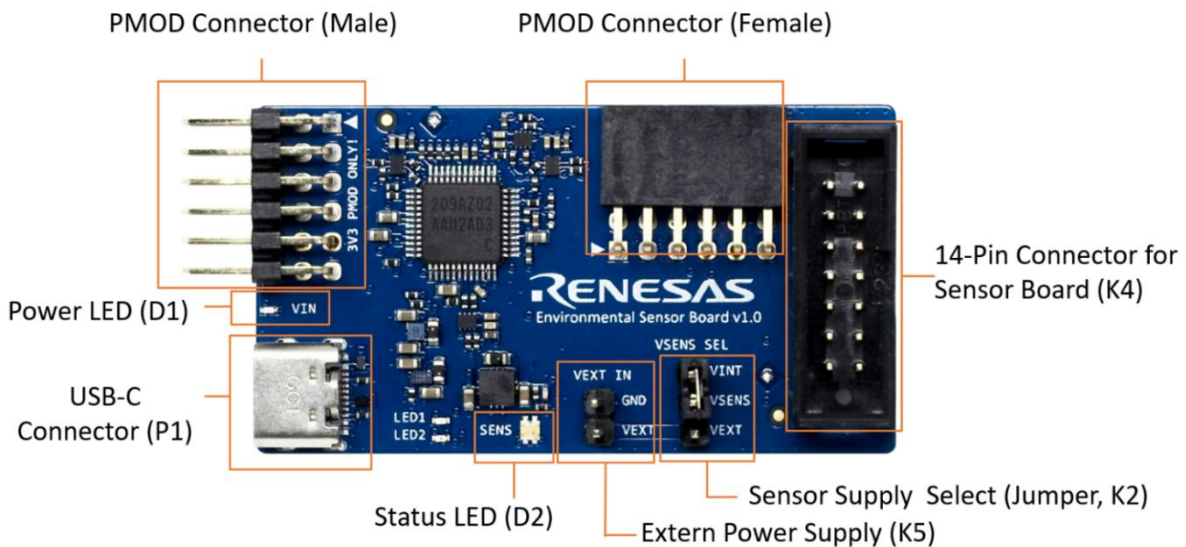 PMOD Connector (Male)
PMOD Connector (Female)
3V3 PMOD ONLY!
209AZ02
C
14-Pin Connector for
Sensor Board (K4)
RENESAS
Environmental Sensor Board v1.0
Power LED (D1)
VIN
VSENS SEL
VINT
VSENS
VEXT
VEXT IN
GND
VEXT
USB-C
Connector (P1)
LED1
LED2
SENS
Status LED (D2)
Sensor Supply Select (Jumper, K2)
Extern Power Supply (K5)